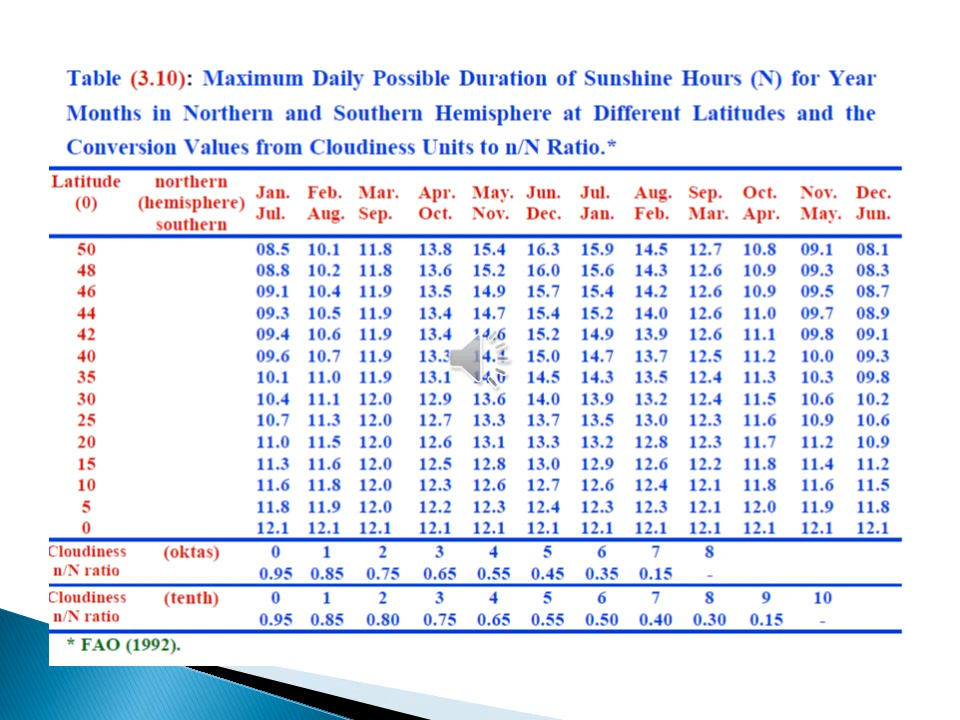 Table (3.10): Maximum Daily Possible Duration of Sunshine Hours (N) for Year
Months in Northern and Southern Hemisphere at Different Latitudes and the
Conversion Values from Cloudiness Units to n/N Ratio.*
Latitude (0) northern (hemisphere) southern Jan. Jul. Feb. Aug. Mar. Sep. Apr. Oct. May. Nov. Jun. Dec. Jul. Jan. Aug. Feb. Sep. Mar. Oct. Apr. Nov. May. Dec. Jun.
50 08.5 10.1 11.8 13.8 15.4 16.3 15.9 14.5 12.7 10.8 09.1 08.1
48 08.8 10.2 11.8 13.6 15.2 16.0 15.6 14.3 12.6 10.9 09.3 08.3
46 09.1 10.4 11.9 13.5 14.9 15.7 15.4 14.2 12.6 10.9 09.5 08.7
44 09.3 10.5 11.9 13.4 14.7 15.4 15.2 14.0 12.6 11.0 09.7 08.9
42 09.4 10.6 11.9 13.4 14.6 15.2 14.9 13.9 12.6 11.1 09.8 09.1
40 09.6 10.7 11.9 13.3 14.4 15.0 14.7 13.7 12.5 11.2 10.0 09.3
35 10.1 11.0 11.9 13.1 14.0 14.5 14.3 13.5 12.4 11.3 10.3 09.8
30 10.4 11.1 12.0 12.9 13.6 14.0 13.9 13.2 12.4 11.5 10.6 10.2
25 10.7 11.3 12.0 12.7 13.3 13.7 13.5 13.0 12.3 11.6 10.9 10.6
20 11.0 11.5 12.0 12.6 13.1 13.3 13.2 12.8 12.3 11.7 11.2 10.9
15 11.3 11.6 12.0 12.5 12.8 13.0 12.9 12.6 12.2 11.8 11.4 11.2
10 11.6 11.8 12.0 12.3 12.6 12.7 12.6 12.4 12.1 11.8 11.6 11.5
5 11.8 11.9 12.0 12.2 12.3 12.4 12.3 12.3 12.1 12.0 11.9 11.8
0 12.1 12.1 12.1 12.1 12.1 12.1 12.1 12.1 12.1 12.1 12.1 12.1
Cloudiness (oktas) 0 1 2 3 4 5 6 7 8
n/N ratio 0.95 0.85 0.75 0.65 0.55 0.45 0.35 0.15 -
Cloudiness (tenth) 0 1 2 3 4 5 6 7 8 9 10
n/N ratio 0.95 0.85 0.80 0.75 0.65 0.55 0.50 0.40 0.30 0.15 -
* FAO (1992).